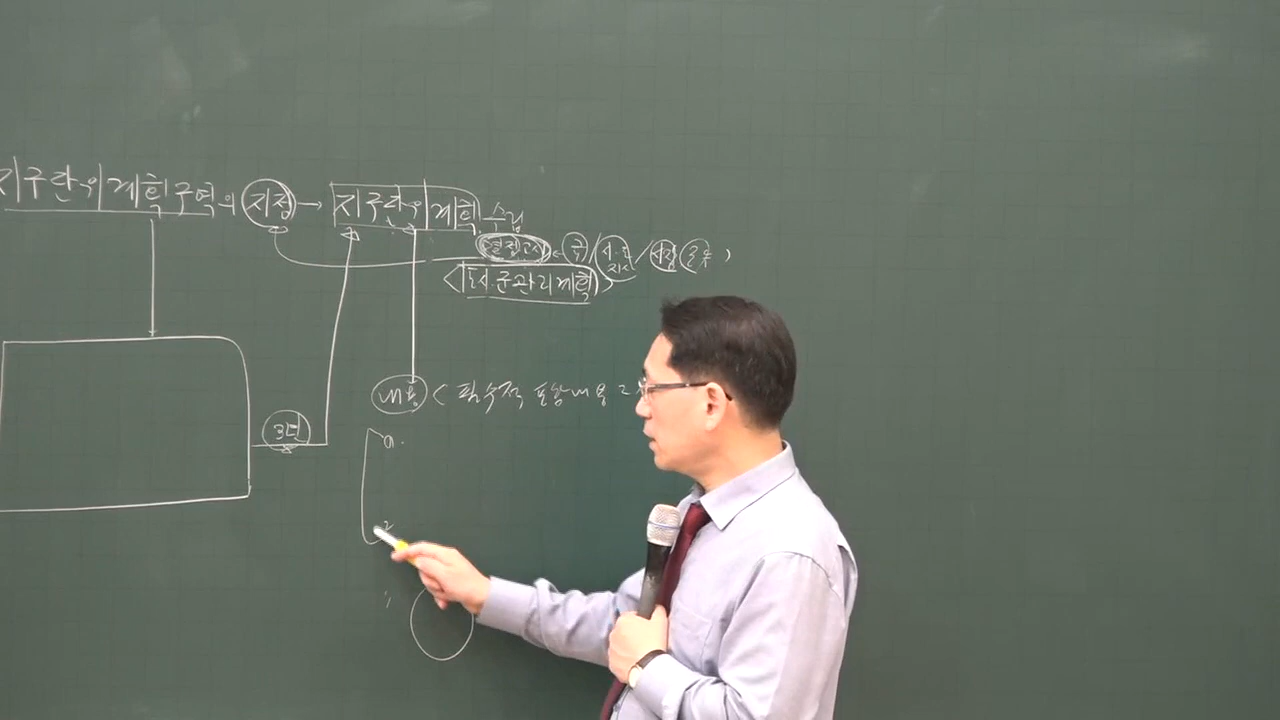 지구단위계획구역의 지정 → 지구단위계획 수립
결정고시 ← 국 / 시·도지사 / 시장 군수 )
< 도시·군관리계획 >
3년
내용 < 필수적 포함내용 2
a.